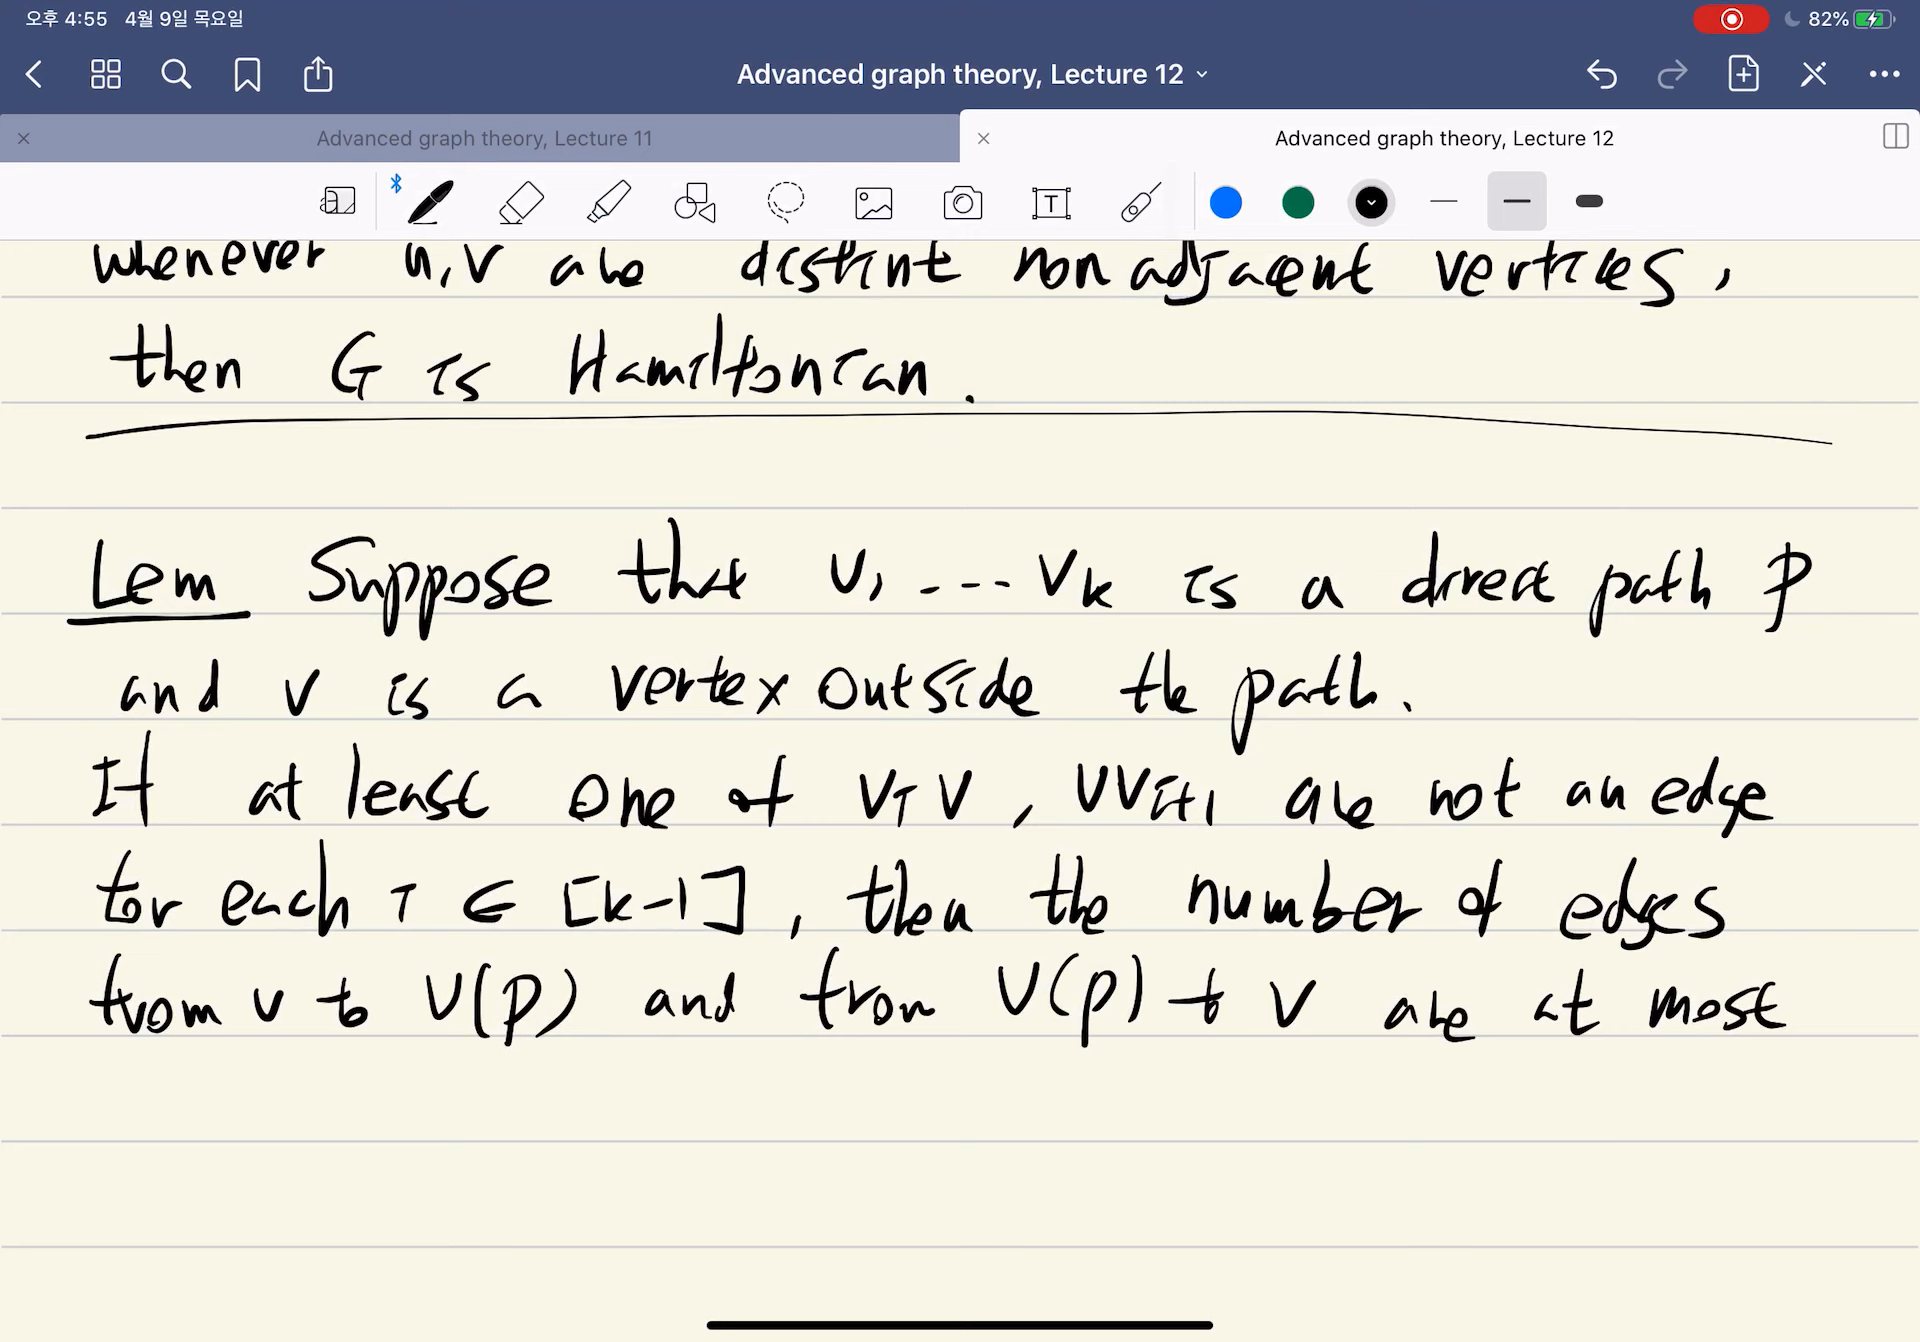 오후 4:55 4월 9일 목요일
82%
Advanced graph theory, Lecture 12
Advanced graph theory, Lecture 11
Advanced graph theory, Lecture 12
whenever u,v are distint nonadjacent vertices,
then G is Hamiltonian.
Lem Suppose that v1 ---- vk is a direct path P
and v is a vertex outside the path.
If at least one of viv, vvi+1 are not an edge
for each i ∈ [k-1], then the number of edges
from v to V(P) and from V(P) to v are at most